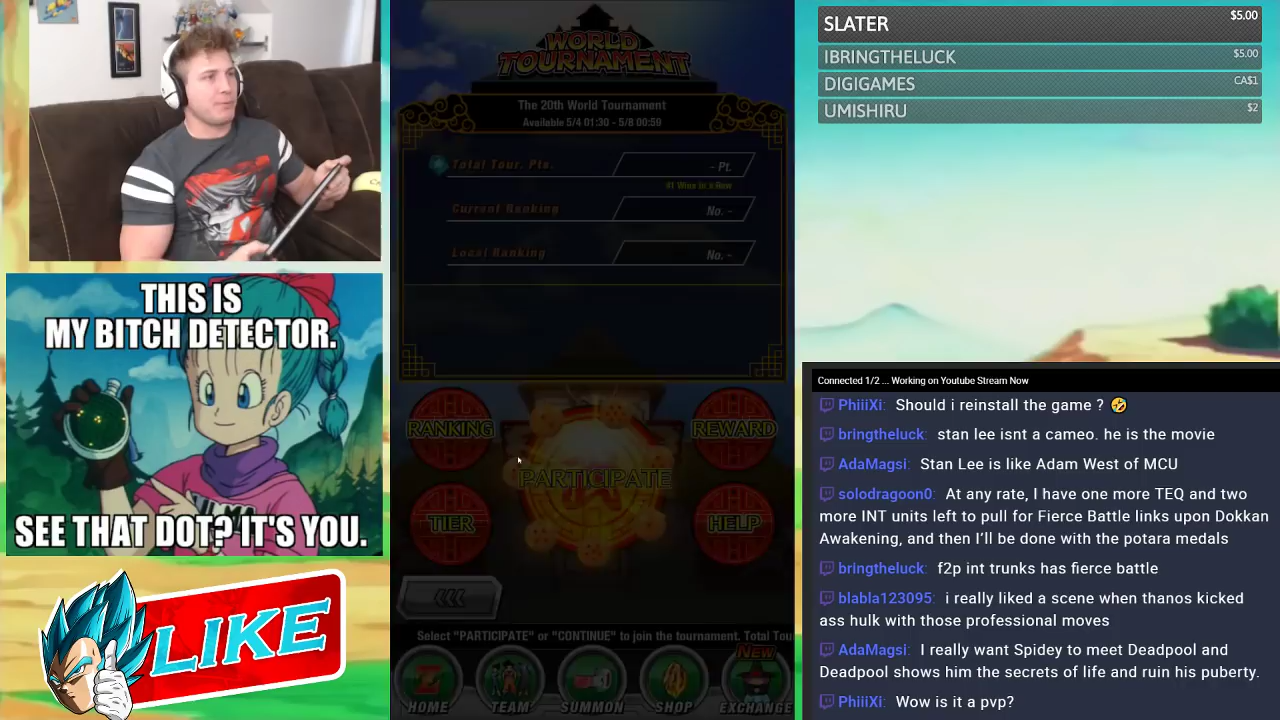 WORLD
TOURNAMENT
The 20th World Tournament
Available 5/4 01:30 - 5/8 00:59
Total Tour. Pts.
- Pt.
#1 Wins in a Row
Current Ranking
No. -
Local Ranking
No. -
RANKING
REWARD
PARTICIPATE
TIER
HELP
Select "PARTICIPATE" or "CONTINUE" to join the tournament. Total Tou
HOME
TEAM
SUMMON
SHOP
New
EXCHANGE
THIS IS
MY BITCH DETECTOR.
SEE THAT DOT? IT'S YOU.
LIKE
SLATER $5.00
IBRINGTHELUCK $5.00
DIGIGAMES CA$1
UMISHIRU $2
Connected 1/2 ... Working on Youtube Stream Now
PhiiiXi: Should i reinstall the game ? 🤣
bringtheluck: stan lee isnt a cameo. he is the movie
AdaMagsi: Stan Lee is like Adam West of MCU
solodragoon0: At any rate, I have one more TEQ and two
more INT units left to pull for Fierce Battle links upon Dokkan
Awakening, and then I'll be done with the potara medals
bringtheluck: f2p int trunks has fierce battle
blabla123095: i really liked a scene when thanos kicked
ass hulk with those professional moves
AdaMagsi: I really want Spidey to meet Deadpool and
Deadpool shows him the secrets of life and ruin his puberty.
PhiiiXi: Wow is it a pvp?